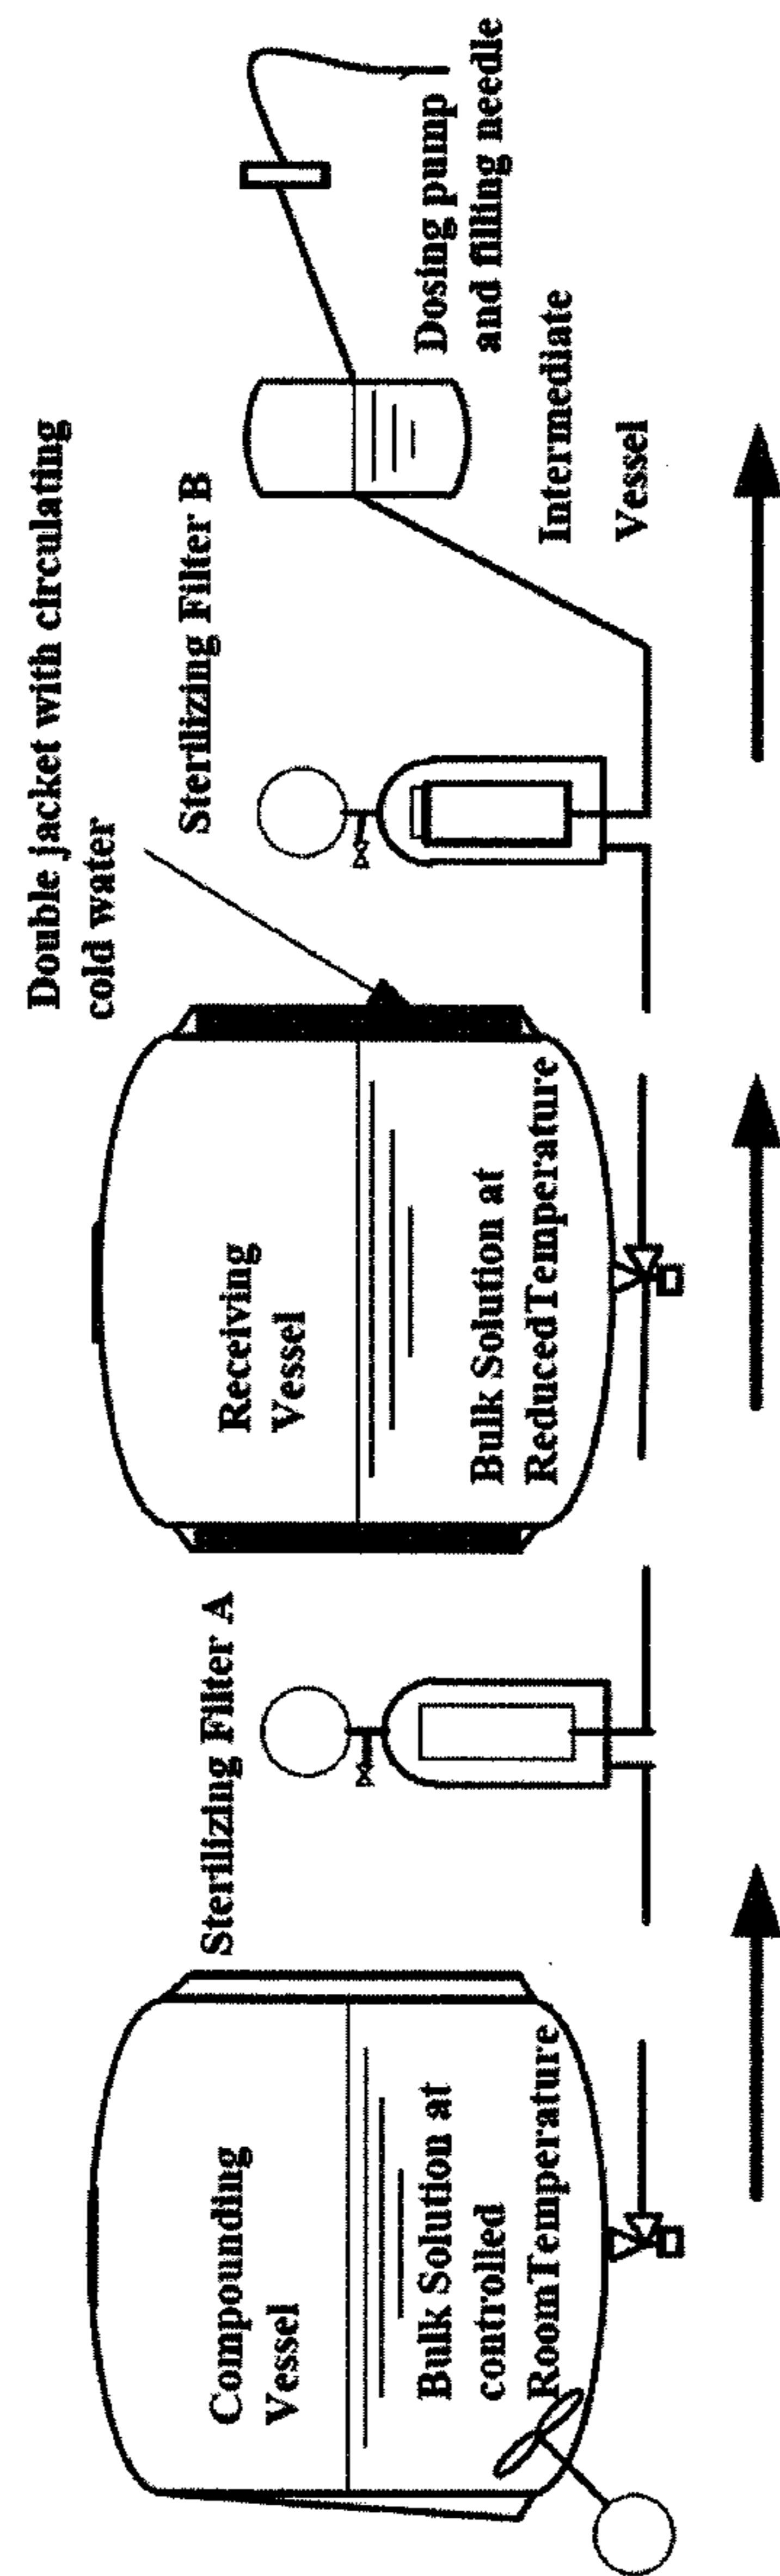 Compounding
Vessel
Bulk Solution at
controlled
RoomTemperature
Sterilizing Filter A
Receiving
Vessel
Bulk Solution at
ReducedTemperature
Double jacket with circulating
cold water
Sterilizing Filter B
Intermediate
Vessel
Dosing pump
and filling needle